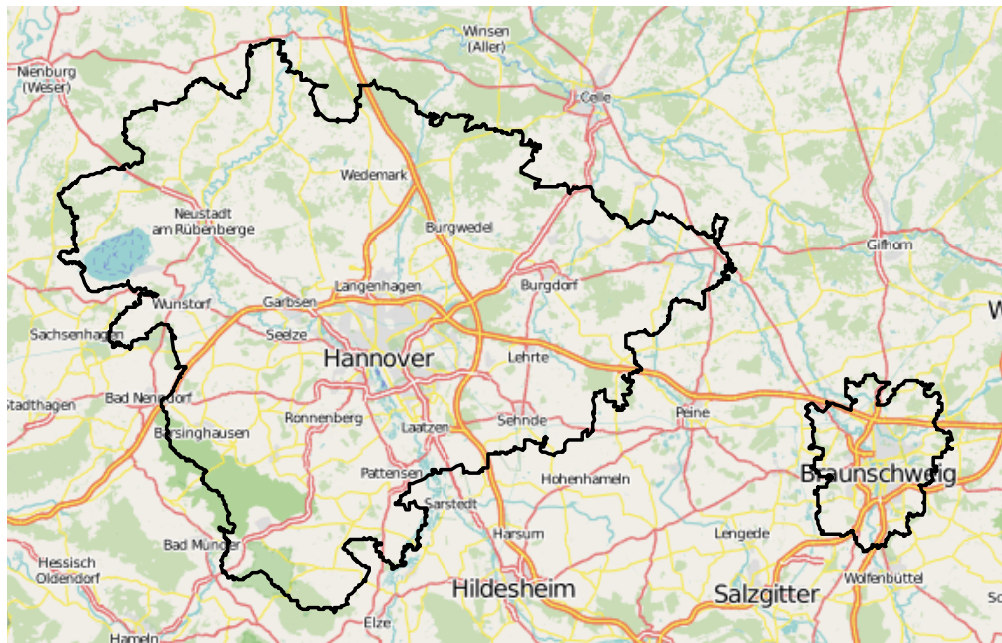 Winsen
(Aller)
Nienburg
(Weser)
Celle
Wedemark
Neustadt
am Rübenberge
Burgwedel
Gifhorn
Langenhagen
Burgdorf
Garbsen
Wunstorf
W
Sachsenhagen
Seelze
Hannover
Lehrte
Bad Nenndorf
Stadthagen
Ronnenberg
Peine
Sehnde
Laatzen
Barsinghausen
Pattensen
Braunschweig
Hohenhameln
Sarstedt
Harsum
Lengede
Bad Münder
Hessisch
Oldendorf
Hildesheim
Salzgitter
Wolfenbüttel
Sc
Elze
Hameln